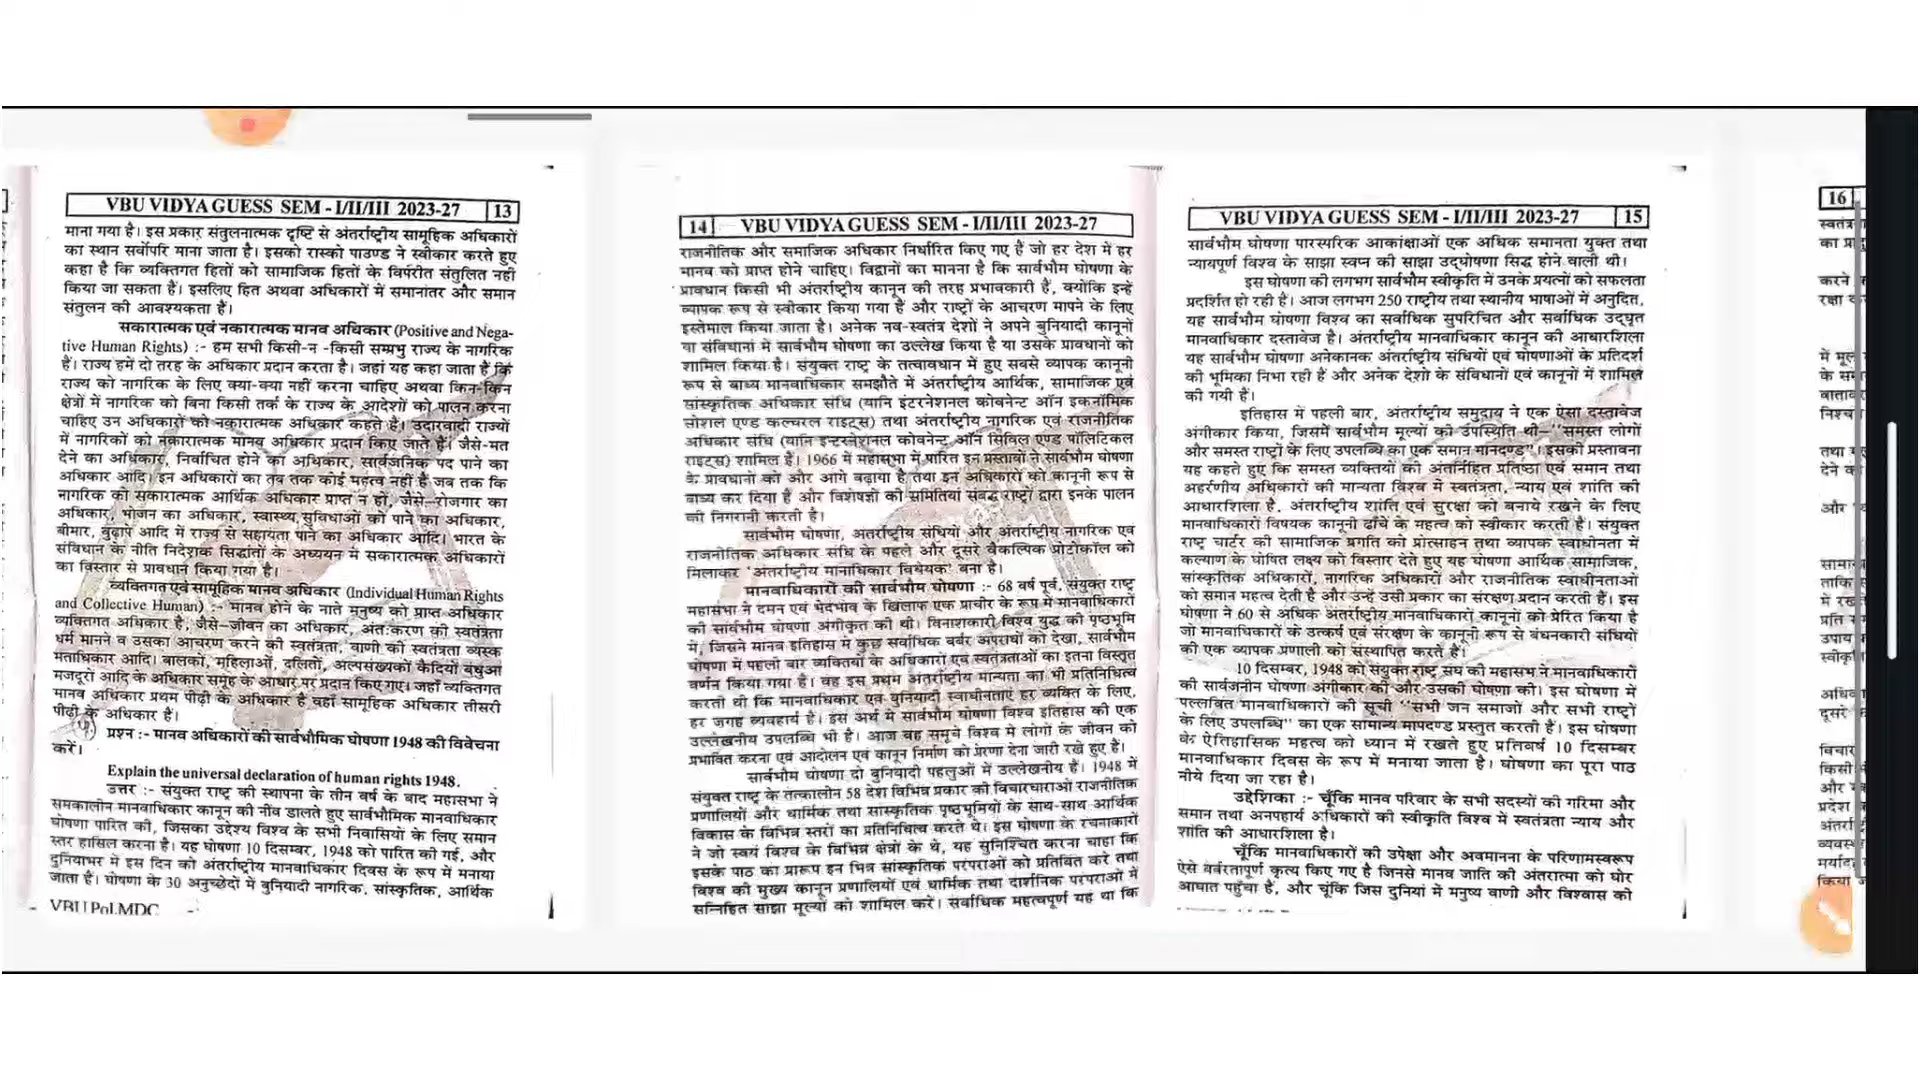 VBU VIDYA GUESS SEM - I/II/III 2023-27 13
माना गया है। इस प्रकार संतुलनात्मक दृष्टि से अंतर्राष्ट्रीय सामूहिक अधिकारों
का स्थान सर्वोपरि माना जाता है। इसको रास्को पाउण्ड ने स्वीकार करते हुए
कहा है कि व्यक्तिगत हितों को सामाजिक हितों के विपरीत संतुलित नहीं
किया जा सकता है। इसलिए हित अथवा अधिकारों में समानांतर और समान
संतुलन की आवश्यकता है।
सकारात्मक एवं नकारात्मक मानव अधिकार (Positive and Nega-
tive Human Rights) :- हम सभी किसी-न -किसी सम्प्रभु राज्य के नागरिक
हैं। राज्य हमें दो तरह के अधिकार प्रदान करता है। जहां यह कहा जाता है कि
राज्य को नागरिक के लिए क्या-क्या नहीं करना चाहिए अथवा किन-किन
क्षेत्रों में नागरिक को बिना किसी तर्क के राज्य के आदेशों को पालन करना
चाहिए उन अधिकारों को नकारात्मक अधिकार कहते हैं। उदारवादी राज्यों
में नागरिकों को नकारात्मक मानव अधिकार प्रदान किए जाते हैं। जैसे-मत
देने का अधिकार, निर्वाचित होने का अधिकार, सार्वजनिक पद पाने का
अधिकार आदि। इन अधिकारों का तब तक कोई महत्व नहीं है जब तक कि
नागरिक को सकारात्मक आर्थिक अधिकार प्राप्त न हो, जैसे–रोजगार का
अधिकार, भोजन का अधिकार, स्वास्थ्य सुविधाओं को पाने का अधिकार,
बीमार, बुढ़ापे आदि में राज्य से सहायता पाने का अधिकार आदि। भारत के
संविधान के नीति निदेशक सिद्धांतों के अध्ययन में सकारात्मक अधिकारों
का विस्तार से प्रावधान किया गया है।
व्यक्तिगत एवं सामूहिक मानव अधिकार (Individual Human Rights
and Collective Human) :- मानव होने के नाते मनुष्य को प्राप्त अधिकार
व्यक्तिगत अधिकार है, जैसे–जीवन का अधिकार, अंत:करण की स्वतंत्रता
धर्म मानने व उसका आचरण करने की स्वतंत्रता, वाणी की स्वतंत्रता व्यस्क
मताधिकार आदि। बालकों, महिलाओं, दलितों, अल्पसंख्यकों कैदियों बंधुआ
मजदूरों आदि के अधिकार समूह के आधार पर प्रदान किए गए। जहाँ व्यक्तिगत
मानव अधिकार प्रथम पीढ़ी के अधिकार है वहाँ सामूहिक अधिकार तीसरी
पीढ़ी के अधिकार है।
प्रश्न :- मानव अधिकारों की सार्वभौमिक घोषणा 1948 की विवेचना
करें।
Explain the universal declaration of human rights 1948.
उत्तर :- संयुक्त राष्ट्र की स्थापना के तीन वर्ष के बाद महासभा ने
समकालीन मानवाधिकार कानून की नींव डालते हुए सार्वभौमिक मानवाधिकार
घोषणा पारित की, जिसका उद्देश्य विश्व के सभी निवासियों के लिए समान
स्तर हासिल करना है। यह घोषणा 10 दिसम्बर, 1948 को पारित की गई, और
दुनियाभर में इस दिन को अंतर्राष्ट्रीय मानवाधिकार दिवस के रूप में मनाया
जाता है। घोषणा के 30 अनुच्छेदों में बुनियादी नागरिक, सांस्कृतिक, आर्थिक
14 VBU VIDYA GUESS SEM - I/II/III 2023-27
राजनीतिक और समाजिक अधिकार निर्धारित किए गए हैं जो हर देश में हर
मानव को प्राप्त होने चाहिए। विद्वानों का मानना है कि सार्वभौम घोषणा के
प्रावधान किसी भी अंतर्राष्ट्रीय कानून की तरह प्रभावकारी हैं, क्योंकि इन्हें
व्यापक रूप से स्वीकार किया गया है और राष्ट्रों के आचरण मापने के लिए
इस्तेमाल किया जाता है। अनेक नव-स्वतंत्र देशों ने अपने बुनियादी कानूनों
या संविधानों में सार्वभौम घोषणा का उल्लेख किया है या उसके प्रावधानों को
शामिल किया है। संयुक्त राष्ट्र के तत्वावधान में हुए सबसे व्यापक कानूनी
रूप से बाध्य मानवाधिकार समझौते में अंतर्राष्ट्रीय आर्थिक, सामाजिक एवं
सांस्कृतिक अधिकार संधि (यानि इंटरनेशनल कोवनेन्ट ऑन इकनॉमिक
सोशल एण्ड कल्चरल राइट्स) तथा अंतर्राष्ट्रीय नागरिक एवं राजनीतिक
अधिकार संधि (यानि इन्टरनेशनल कोवनेन्ट ऑन सिविल एण्ड पॉलिटिकल
राइट्स) शामिल हैं। 1966 में महासभा में पारित इन प्रस्तावों ने सार्वभौम घोषणा
के प्रावधानों को और आगे बढ़ाया है तथा इन अधिकारों को कानूनी रूप से
बाध्य कर दिया है और विशेषज्ञों की समितियां संबद्ध राष्ट्रों द्वारा इनके पालन
की निगरानी करती है।
सार्वभौम घोषणा, अंतर्राष्ट्रीय संधियों और अंतर्राष्ट्रीय नागरिक एवं
राजनीतिक अधिकार संधि के पहले और दूसरे वैकल्पिक प्रोटोकॉल को
मिलाकर 'अंतर्राष्ट्रीय मानाधिकार विधेयक' बना है।
मानवाधिकारों की सार्वभौम घोषणा :- 68 वर्ष पूर्व, संयुक्त राष्ट्र
महासभा ने दमन एवं भेदभाव के खिलाफ एक प्राचीर के रूप में मानवाधिकारों
की सार्वभौम घोषणा अंगीकृत की थी। विनाशकारी विश्व युद्ध की पृष्ठभूमि
में, जिसने मानव इतिहास में कुछ सर्वाधिक बर्बर अपराधों को देखा, सार्वभौम
घोषणा में पहली बार व्यक्तियों के अधिकारों एवं स्वतंत्रताओं का इतना विस्तृत
वर्णन किया गया है। वह इस प्रथम अंतर्राष्ट्रीय मान्यता का भी प्रतिनिधित्व
करती थी कि मानवाधिकार एवं बुनियादी स्वाधीनताएं हर व्यक्ति के लिए,
हर जगह व्यवहार्य है। इस अर्थ में सार्वभौम घोषणा विश्व इतिहास की एक
उल्लेखनीय उपलब्धि भी है। आज वह समूचे विश्व में लोगों के जीवन को
प्रभावित करना एवं आंदोलन एवं कानून निर्माण को प्रेरणा देना जारी रखे हुए है।
सार्वभौम घोषणा दो बुनियादी पहलुओं में उल्लेखनीय है। 1948 में
संयुक्त राष्ट्र के तत्कालीन 58 देश विभिन्न प्रकार की विचारधाराओं राजनीतिक
प्रणालियों और धार्मिक तथा सांस्कृतिक पृष्ठभूमियों के साथ-साथ आर्थिक
विकास के विभिन्न स्तरों का प्रतिनिधित्व करते थे। इस घोषणा के रचनाकारों
ने जो स्वयं विश्व के विभिन्न क्षेत्रों के थे, यह सुनिश्चित करना चाहा कि
इसके पाठ का प्रारूप इन भिन्न सांस्कृतिक परंपराओं को प्रतिबिंत करे तथा
विश्व की मुख्य कानून प्रणालियों एवं धार्मिक तथा दार्शनिक परंपराओं में
सन्निहित साझा मूल्यों को शामिल करें। सर्वाधिक महत्वपूर्ण यह था कि
VBU VIDYA GUESS SEM - I/II/III 2023-27 15
सार्वभौम घोषणा पारस्परिक आकांक्षाओं एक अधिक समानता युक्त तथा
न्यायपूर्ण विश्व के साझा स्वप्न की साझा उद्घोषणा सिद्ध होने वाली थी।
इस घोषणा की लगभग सार्वभौम स्वीकृति में उनके प्रयत्नों को सफलता
प्रदर्शित हो रही है। आज लगभग 250 राष्ट्रीय तथा स्थानीय भाषाओं में अनुदित,
यह सार्वभौम घोषणा विश्व का सर्वाधिक सुपरिचित और सर्वाधिक उद्घृत
मानवाधिकार दस्तावेज है। अंतर्राष्ट्रीय मानवाधिकार कानून की आधारशिला
यह सार्वभौम घोषणा अनेकानक अंतर्राष्ट्रीय संधियों एवं घोषणाओं के प्रतिदर्श
की भूमिका निभा रही है और अनेक देशों के संविधानों एवं कानूनों में शामिल
की गयी है।
इतिहास में पहली बार, अंतर्राष्ट्रीय समुदाय ने एक ऐसा दस्तावेज
अंगीकार किया, जिसमें सार्वभौम मूल्यों की उपस्थिति थी–"समस्त लोगों
और समस्त राष्ट्रों के लिए उपलब्धि का एक समान मानदण्ड"। इसकी प्रस्तावना
यह कहते हुए कि समस्त व्यक्तियों की अंतर्निहित प्रतिष्ठा एवं समान तथा
अहर्रणीय अधिकारों की मान्यता विश्व में स्वतंत्रता, न्याय एवं शांति की
आधारशिला है, अंतर्राष्ट्रीय शांति एवं सुरक्षा को बनाये रखने के लिए
मानवाधिकारों विषयक कानूनी ढाँचे के महत्व को स्वीकार करती है। संयुक्त
राष्ट्र चार्टर की सामाजिक प्रगति को प्रोत्साहन तथा व्यापक स्वाधीनता में
कल्याण के घोषित लक्ष्य को विस्तार देते हुए यह घोषणा आर्थिक सामाजिक,
सांस्कृतिक अधिकारों, नागरिक अधिकारों और राजनीतिक स्वाधीनताओं
को समान महत्व देती है और उन्हें उसी प्रकार का संरक्षण प्रदान करती है। इस
घोषणा ने 60 से अधिक अंतर्राष्ट्रीय मानवाधिकारों कानूनों को प्रेरित किया है
जो मानवाधिकारों के उत्कर्ष एवं संरक्षण के कानूनी रूप से बंधनकारी संधियों
की एक व्यापक प्रणाली को संस्थापित करते हैं।
10 दिसम्बर, 1948 को संयुक्त राष्ट्र संघ की महासभ ने मानवाधिकारों
की सार्वजनीन घोषणा अंगीकार की और उसकी घोषणा की। इस घोषणा में
पल्लवित मानवाधिकारों की सूची "सभी जन समाजों और सभी राष्ट्रों
के लिए उपलब्धि" का एक सामान्य मापदण्ड प्रस्तुत करती है। इस घोषणा
के ऐतिहासिक महत्व को ध्यान में रखते हुए प्रतिवर्ष 10 दिसम्बर
मानवाधिकार दिवस के रूप में मनाया जाता है। घोषणा का पूरा पाठ
नीचे दिया जा रहा है।
उद्देशिका :- चूँकि मानव परिवार के सभी सदस्यों की गरिमा और
समान तथा अनपहार्य अधिकारों की स्वीकृति विश्व में स्वतंत्रता न्याय और
शांति की आधारशिला है।
चूँकि मानवाधिकारों की उपेक्षा और अवमानना के परिणामस्वरूप
ऐसे बर्बरतापूर्ण कृत्य किए गए है जिनसे मानव जाति की अंतरात्मा को घोर
आघात पहुँचा है, और चूंकि जिस दुनियां में मनुष्य वाणी और विश्वास की
16